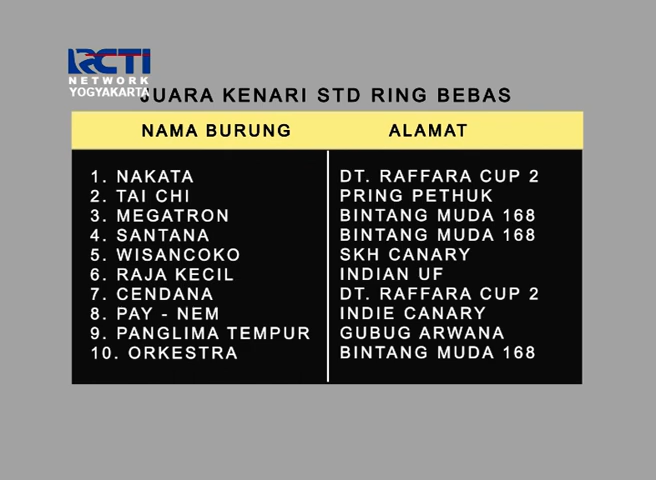 RCTI
NETWORK
YOGYAKARTA
JUARA KENARI STD RING BEBAS
NAMA BURUNG ALAMAT
1. NAKATA DT. RAFFARA CUP 2
2. TAI CHI PRING PETHUK
3. MEGATRON BINTANG MUDA 168
4. SANTANA BINTANG MUDA 168
5. WISANCOKO SKH CANARY
6. RAJA KECIL INDIAN UF
7. CENDANA DT. RAFFARA CUP 2
8. PAY - NEM INDIE CANARY
9. PANGLIMA TEMPUR GUBUG ARWANA
10. ORKESTRA BINTANG MUDA 168